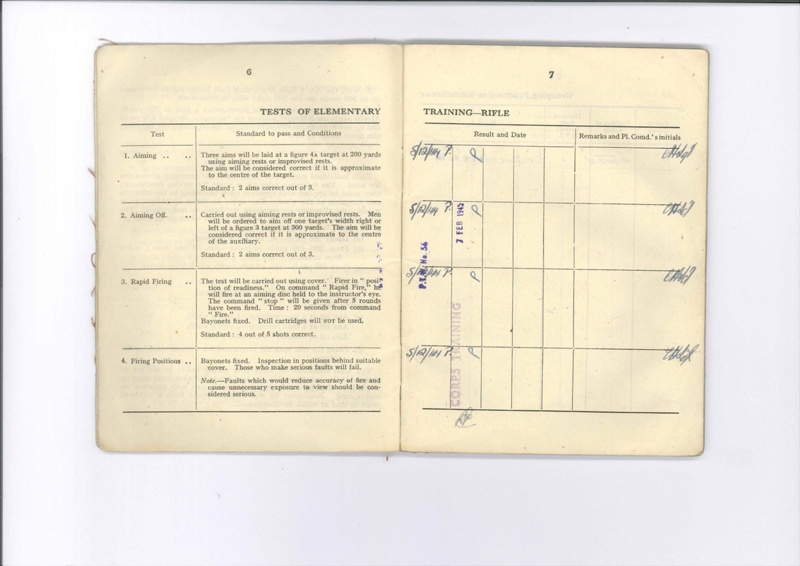 6
TESTS OF ELEMENTARY
Test
Standard to pass and Conditions
1. Aiming .. ..
Three aims will be laid at a figure 4A target at 200 yards
using aiming rests or improvised rests.
The aim will be considered correct if it is approximate
to the centre of the target.
Standard : 2 aims correct out of 3.
2. Aiming Off. ..
Carried out using aiming rests or improvised rests. Men
will be ordered to aim off one target's width right or
left of a figure 3 target at 300 yards. The aim will be
considered correct if it is approximate to the centre
of the auxiliary.
Standard : 2 aims correct out of 3.
3. Rapid Firing ..
The test will be carried out using cover. Firer in " posi-
tion of readiness." On command " Rapid Fire," he
will fire at an aiming disc held to the instructor's eye.
The command " stop " will be given after 5 rounds
have been fired. Time : 20 seconds from command
" Fire."
Bayonets fixed. Drill cartridges will NOT be used.
Standard : 4 out of 5 shots correct.
4. Firing Positions ..
Bayonets fixed. Inspection in positions behind suitable
cover. Those who make serious faults will fail.
Note.—Faults which would reduce accuracy of fire and
cause unnecessary exposure to view should be con-
sidered serious.
7
TRAINING—RIFLE
Result and Date
Remarks and Pl. Comd.'s initials
5/12/44 P. P
5/12/44 P. P
5/12/44 P. P
5/12/44 P. P
No. 56
7 FEB 1945
CORPS TRAINING